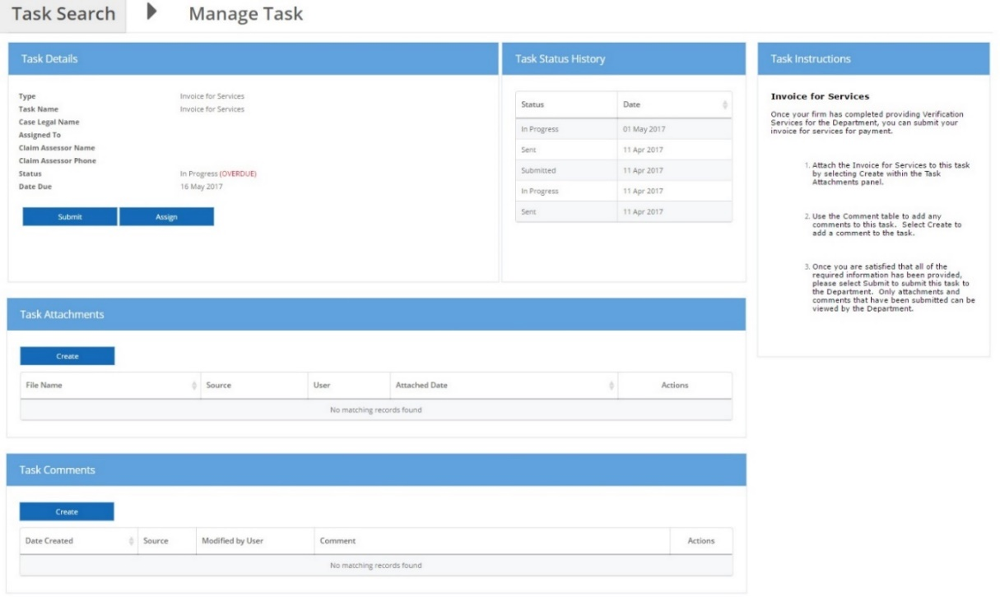 Task Search Manage Task
Task Details
Type Invoice for Services
Task Name Invoice for Services
Case Legal Name
Assigned To
Claim Assessor Name
Claim Assessor Phone
Status In Progress (OVERDUE)
Date Due 16 May 2017
Submit Assign
Task Status History
Status Date
In Progress 01 May 2017
Sent 11 Apr 2017
Submitted 11 Apr 2017
In Progress 11 Apr 2017
Sent 11 Apr 2017
Task Instructions
Invoice for Services
Once your firm has completed providing Verification
Services for the Department, you can submit your
invoice for services for payment.
1. Attach the Invoice for Services to this task
by selecting Create within the Task
Attachments panel.
2. Use the Comment table to add any
comments to this task. Select Create to
add a comment to the task.
3. Once you are satisfied that all of the
required information has been provided,
please select Submit to submit this task to
the Department. Only attachments and
comments that have been submitted can be
viewed by the Department.
Task Attachments
Create
File Name Source User Attached Date Actions
No matching records found
Task Comments
Create
Date Created Source Modified by User Comment Actions
No matching records found